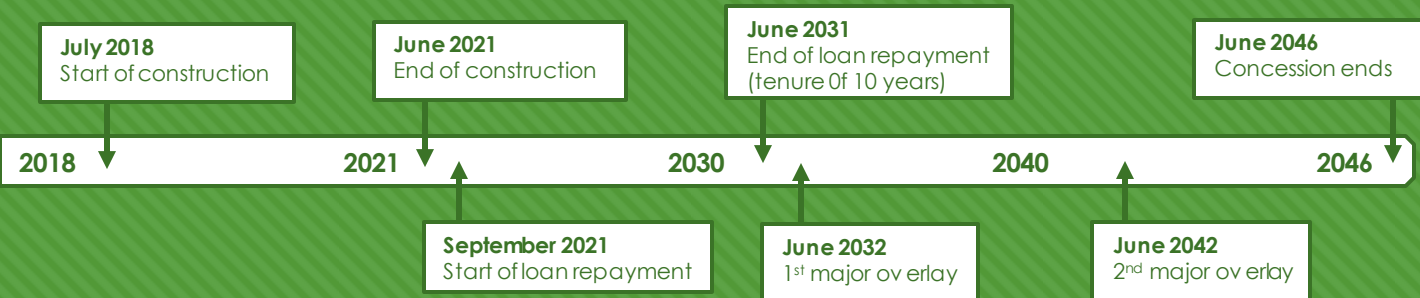 July 2018
Start of construction
June 2021
End of construction
June 2031
End of loan repayment
(tenure 0f 10 years)
June 2046
Concession ends
2018
2021
2030
2040
2046
September 2021
Start of loan repayment
June 2032
1st major ov erlay
June 2042
2nd major ov erlay